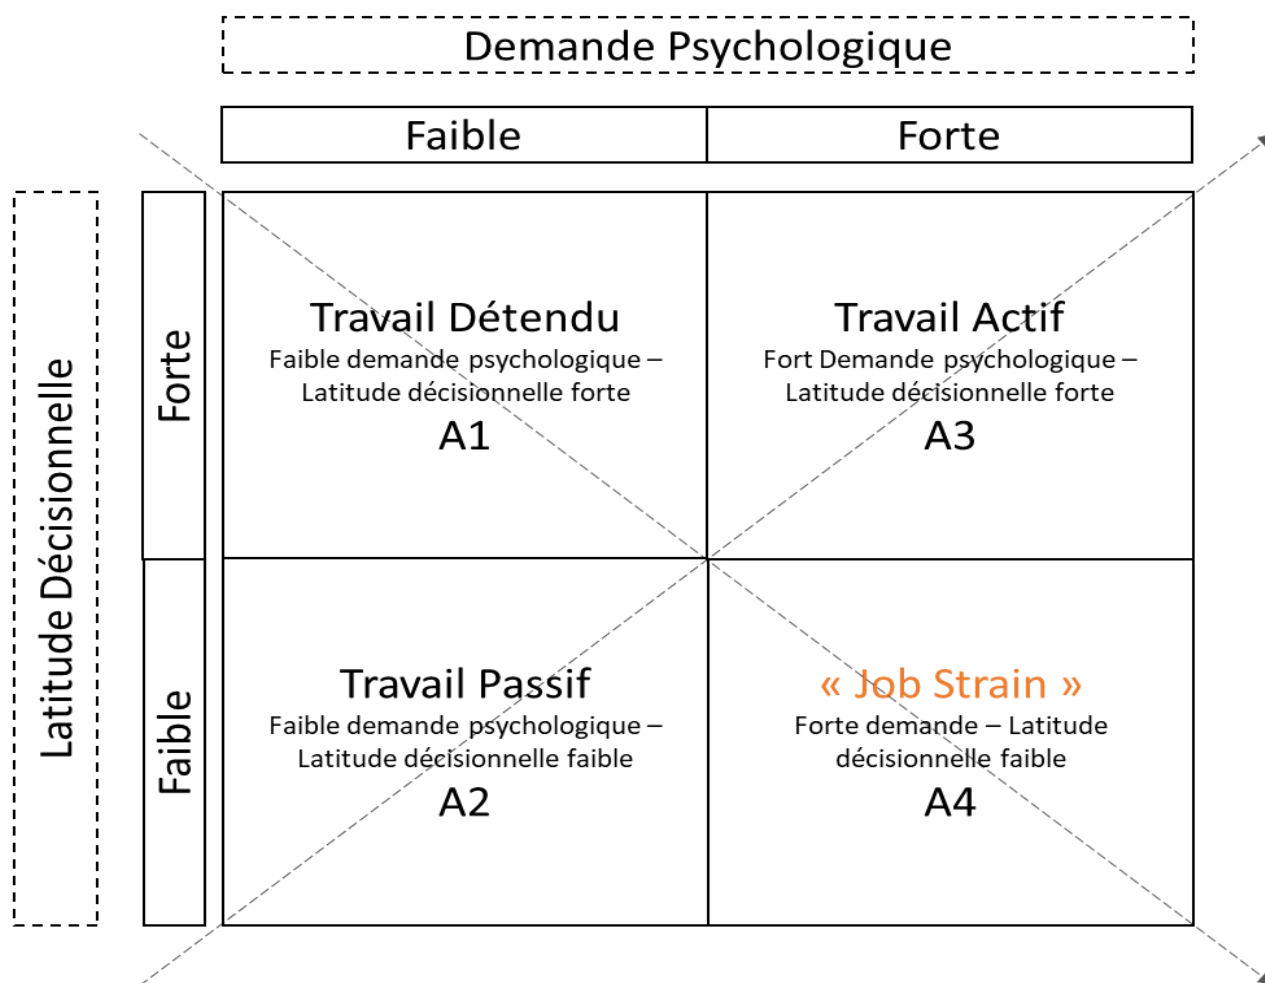 Demande Psychologique
Faible
Forte
Latitude Décisionnelle
Forte
Travail Détendu
Faible demande psychologique –
Latitude décisionnelle forte
A1
Travail Actif
Fort Demande psychologique –
Latitude décisionnelle forte
A3
Faible
Travail Passif
Faible demande psychologique –
Latitude décisionnelle faible
A2
« Job Strain »
Forte demande – Latitude
décisionnelle faible
A4